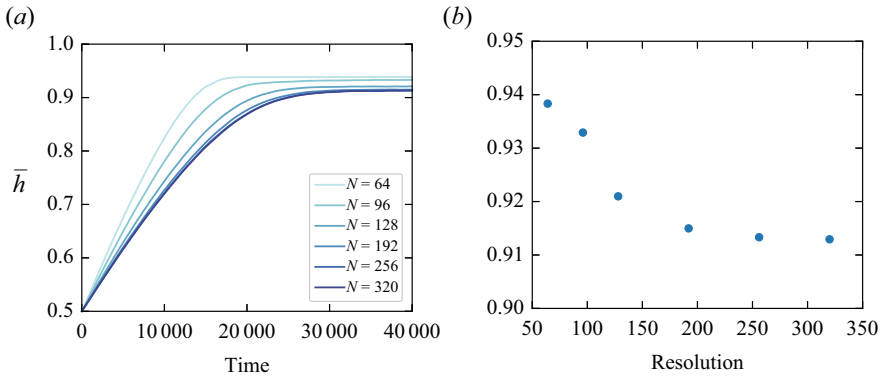 (a)
1.0
0.9
0.8
0.7
0.6
0.5
h̅
N = 64
N = 96
N = 128
N = 192
N = 256
N = 320
0 10 000 20 000 30 000 40 000
Time
(b)
0.95
0.94
0.93
0.92
0.91
0.90
50 100 150 200 250 300 350
Resolution